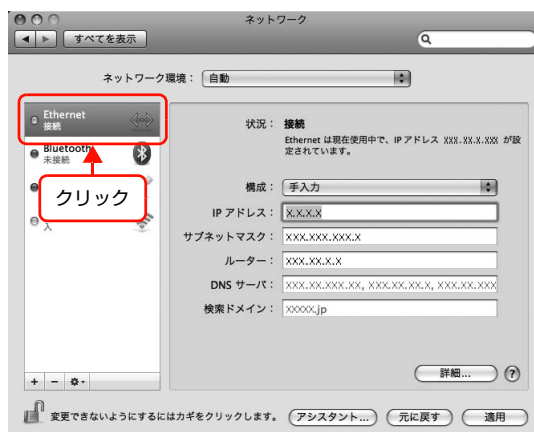 ネットワーク
すべてを表示
ネットワーク環境： 自動
Ethernet
接続
Bluetooth
未接続
クリック
入
状況： 接続
Ethernet は現在使用中で、IP アドレス XXX.XX.X.XXX が設
定されています。
構成： 手入力
IP アドレス： X.X.X.X
サブネットマスク： XXX.XXX.XXX.X
ルーター： XXX.XX.X.X
DNS サーバ： XXX.XX.XXX.XX, XXX.XX.XX.X, XXX.XX.XXX
検索ドメイン： XXXXX.jp
詳細... ?
+ −
変更できないようにするにはカギをクリックします。 アシスタント... 元に戻す 適用